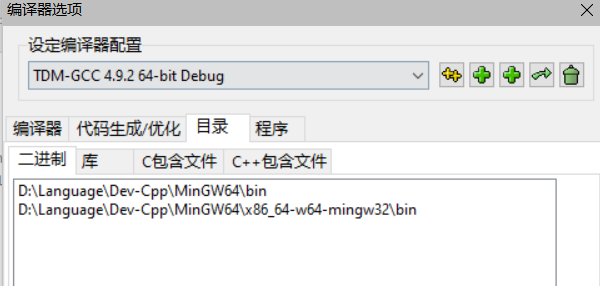 编译器选项
设定编译器配置
TDM-GCC 4.9.2 64-bit Debug
编译器 代码生成/优化 目录 程序
二进制 库 C包含文件 C++包含文件
D:\Language\Dev-Cpp\MinGW64\bin
D:\Language\Dev-Cpp\MinGW64\x86_64-w64-mingw32\bin